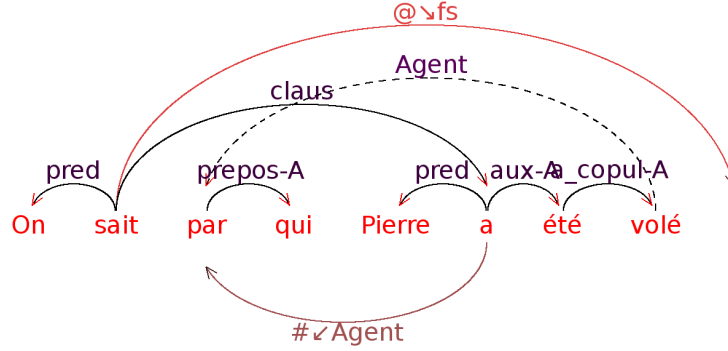 @↘fs
Agent
claus
pred prepos-A pred aux-A a_copul-A
On sait par qui Pierre a été volé
#↙Agent